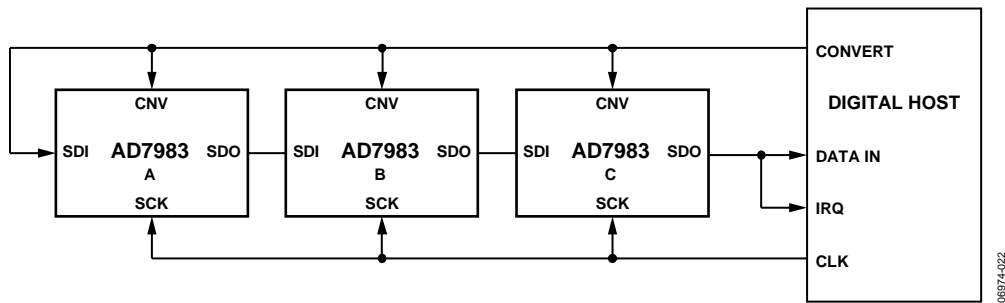 CONVERT
DIGITAL HOST
DATA IN
IRQ
CLK
CNV
SDI AD7983 SDO
A
SCK
CNV
SDI AD7983 SDO
B
SCK
CNV
SDI AD7983 SDO
C
SCK
06974-022